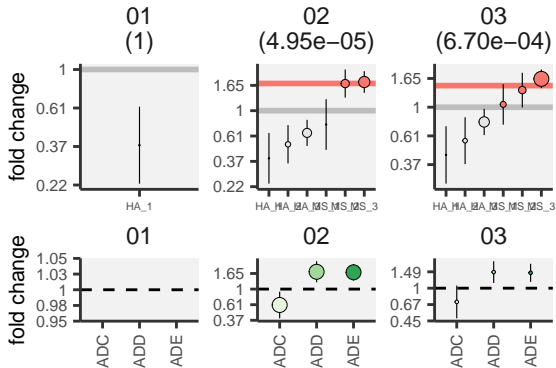 01
(1)
02
(4.95e−05)
03
(6.70e−04)
fold change
1
0.61
0.37
0.22
HA_1
1.65
1
0.61
0.37
0.22
1.65
1
0.61
0.37
01
02
03
fold change
1.05
1.03
1
0.98
0.95
ADC
ADD
ADE
1.65
1
0.61
0.37
ADC
ADD
ADE
1.49
1
0.67
0.45
ADC
ADD
ADE